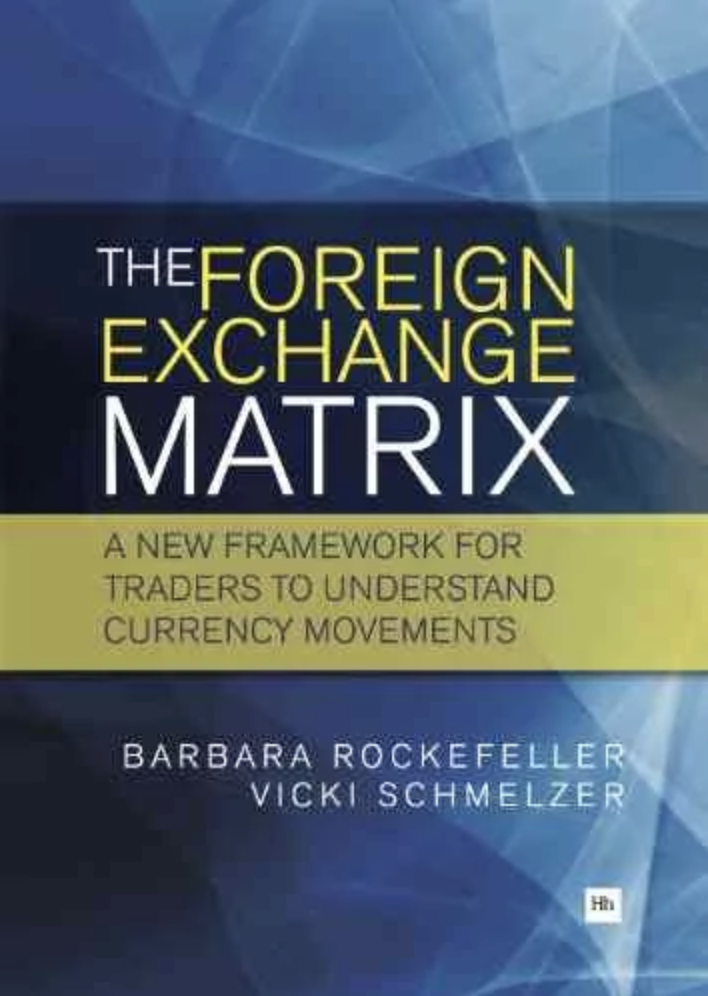 THE FOREIGN
EXCHANGE
MATRIX
A NEW FRAMEWORK FOR
TRADERS TO UNDERSTAND
CURRENCY MOVEMENTS
BARBARA ROCKEFELLER
VICKI SCHMELZER
Hh